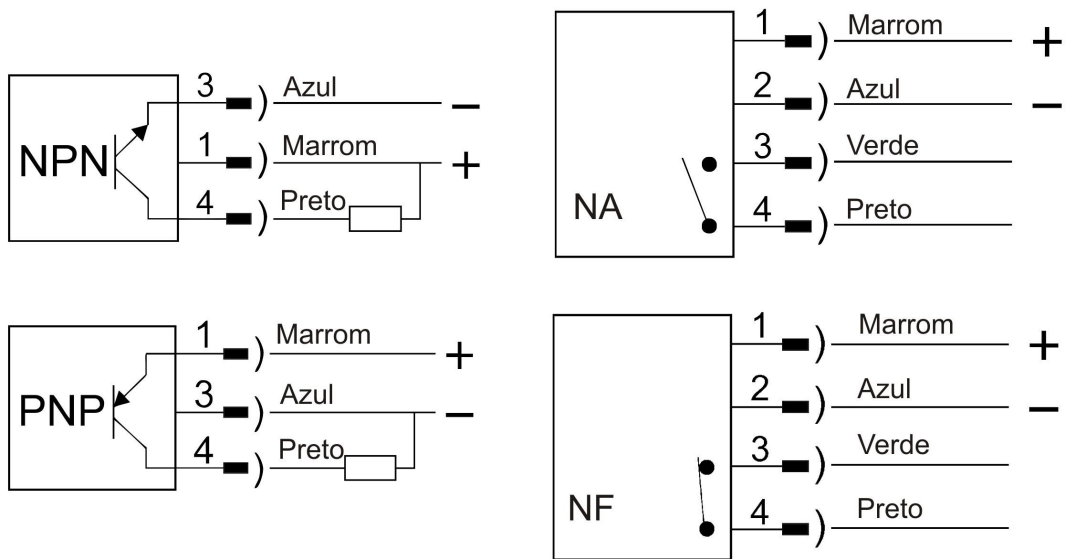 NPN
3 Azul −
1 Marrom +
4 Preto
NA
1 Marrom +
2 Azul −
3 Verde
4 Preto
PNP
1 Marrom +
3 Azul −
4 Preto
NF
1 Marrom +
2 Azul −
3 Verde
4 Preto